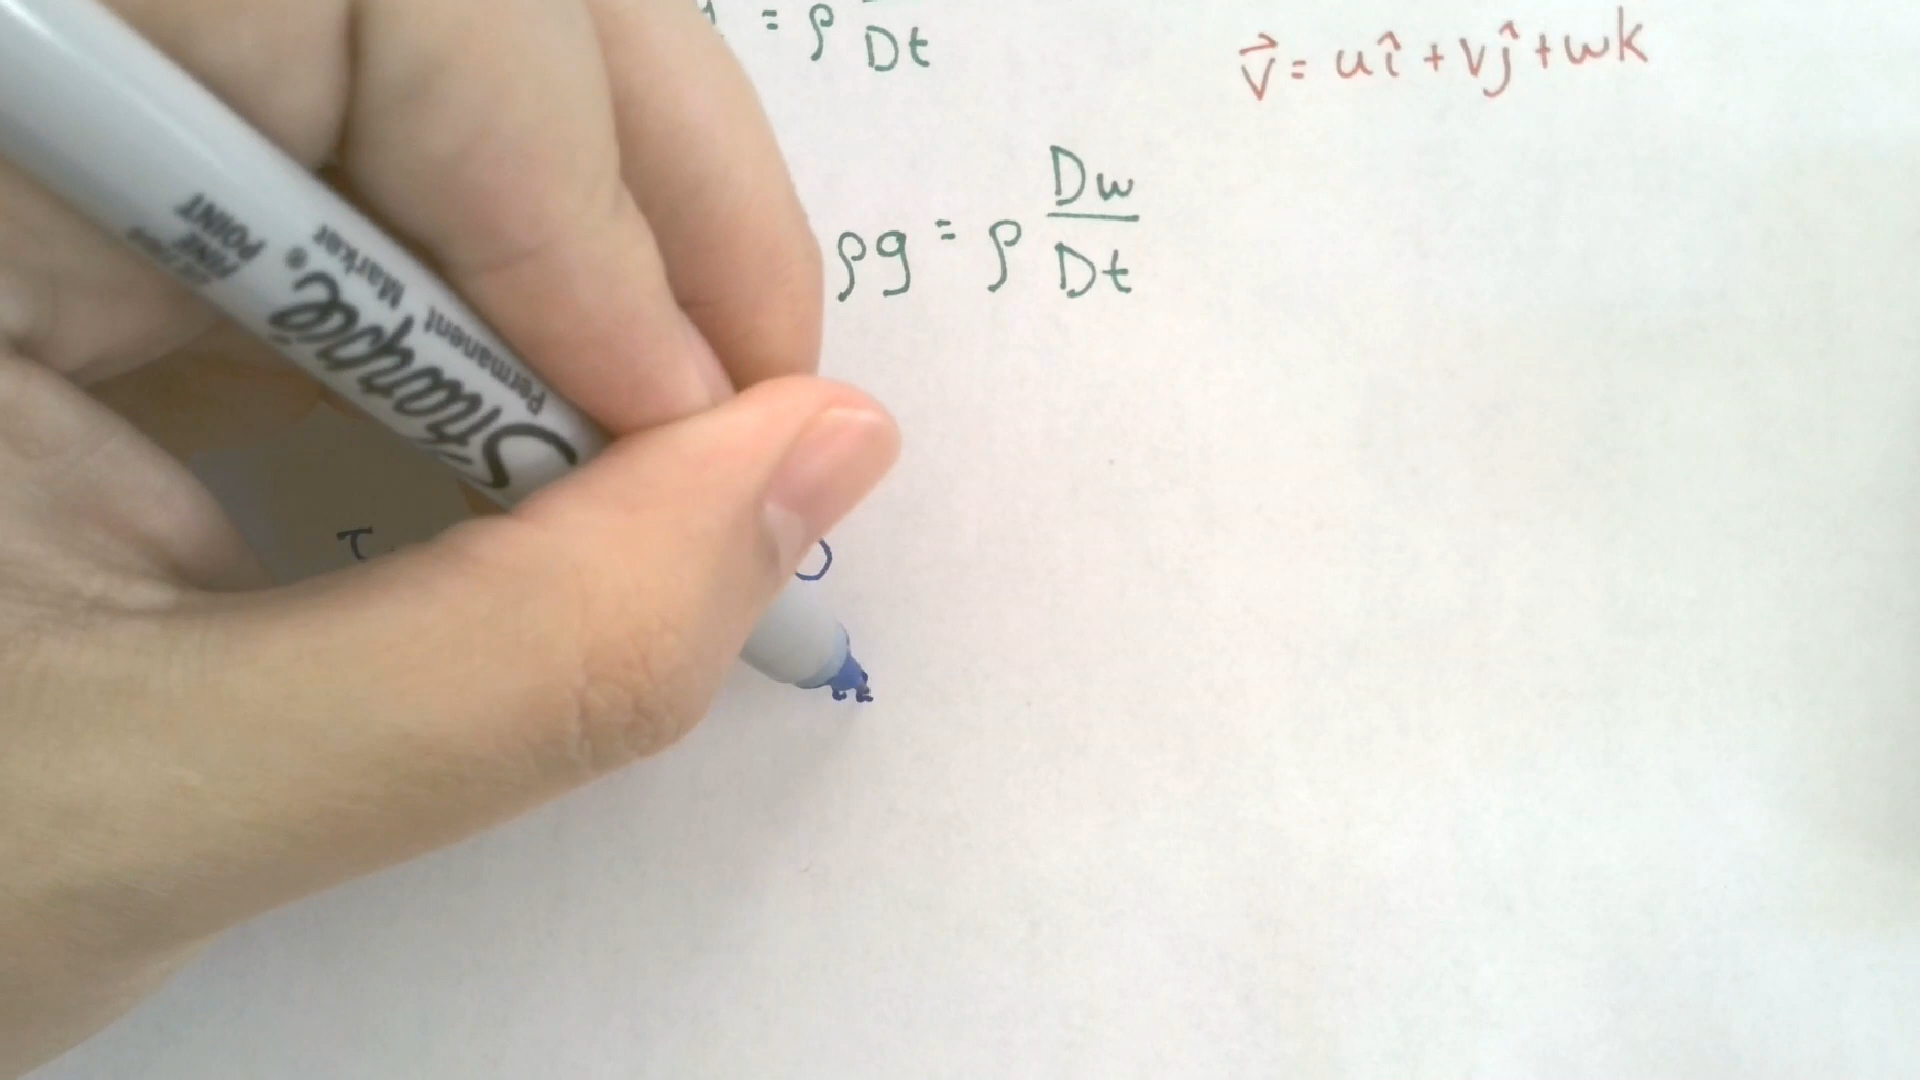 = ρ Dt
v⃗ = uî + vĵ + wk
ρg = ρ Dw/Dt
Sharpie.
Permanent Marker
FINE POINT
τ